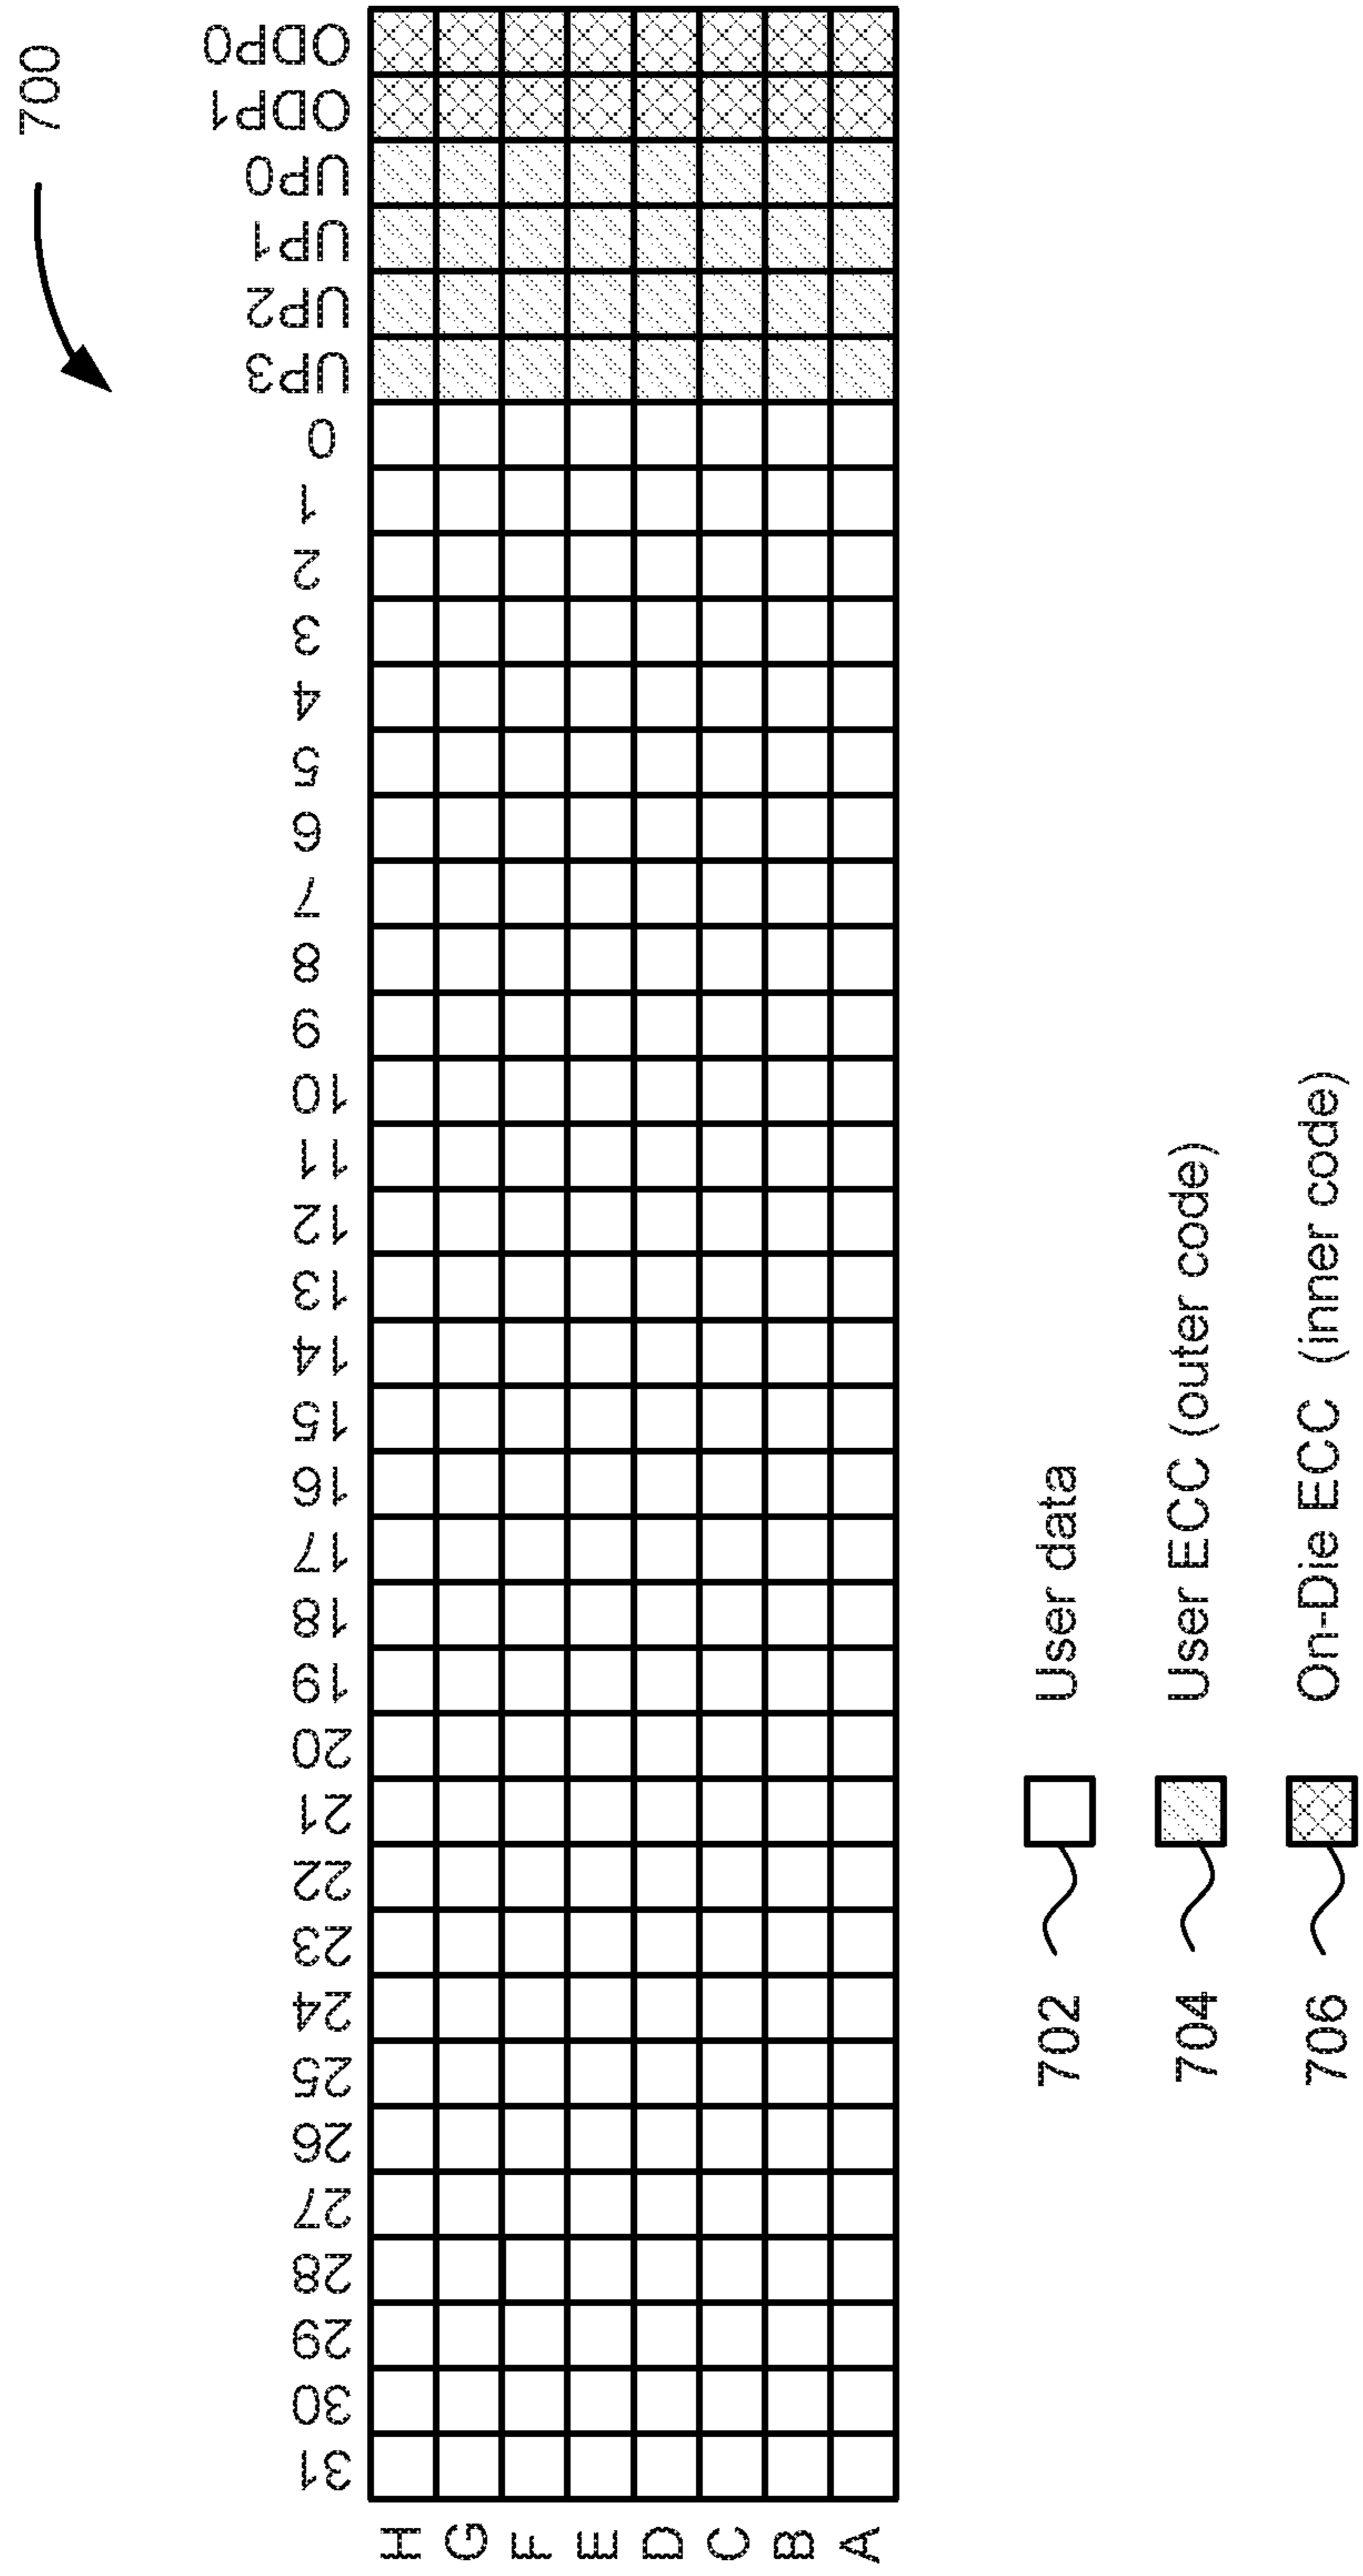 700
ODP0
ODP1
UP0
UP1
UP2
UP3
0
1
2
3
4
5
6
7
8
9
10
11
12
13
14
15
16
17
18
19
20
21
22
23
24
25
26
27
28
29
30
31
H
G
F
E
D
C
B
A
702 User data
704 User ECC (outer code)
706 On-Die ECC (inner code)